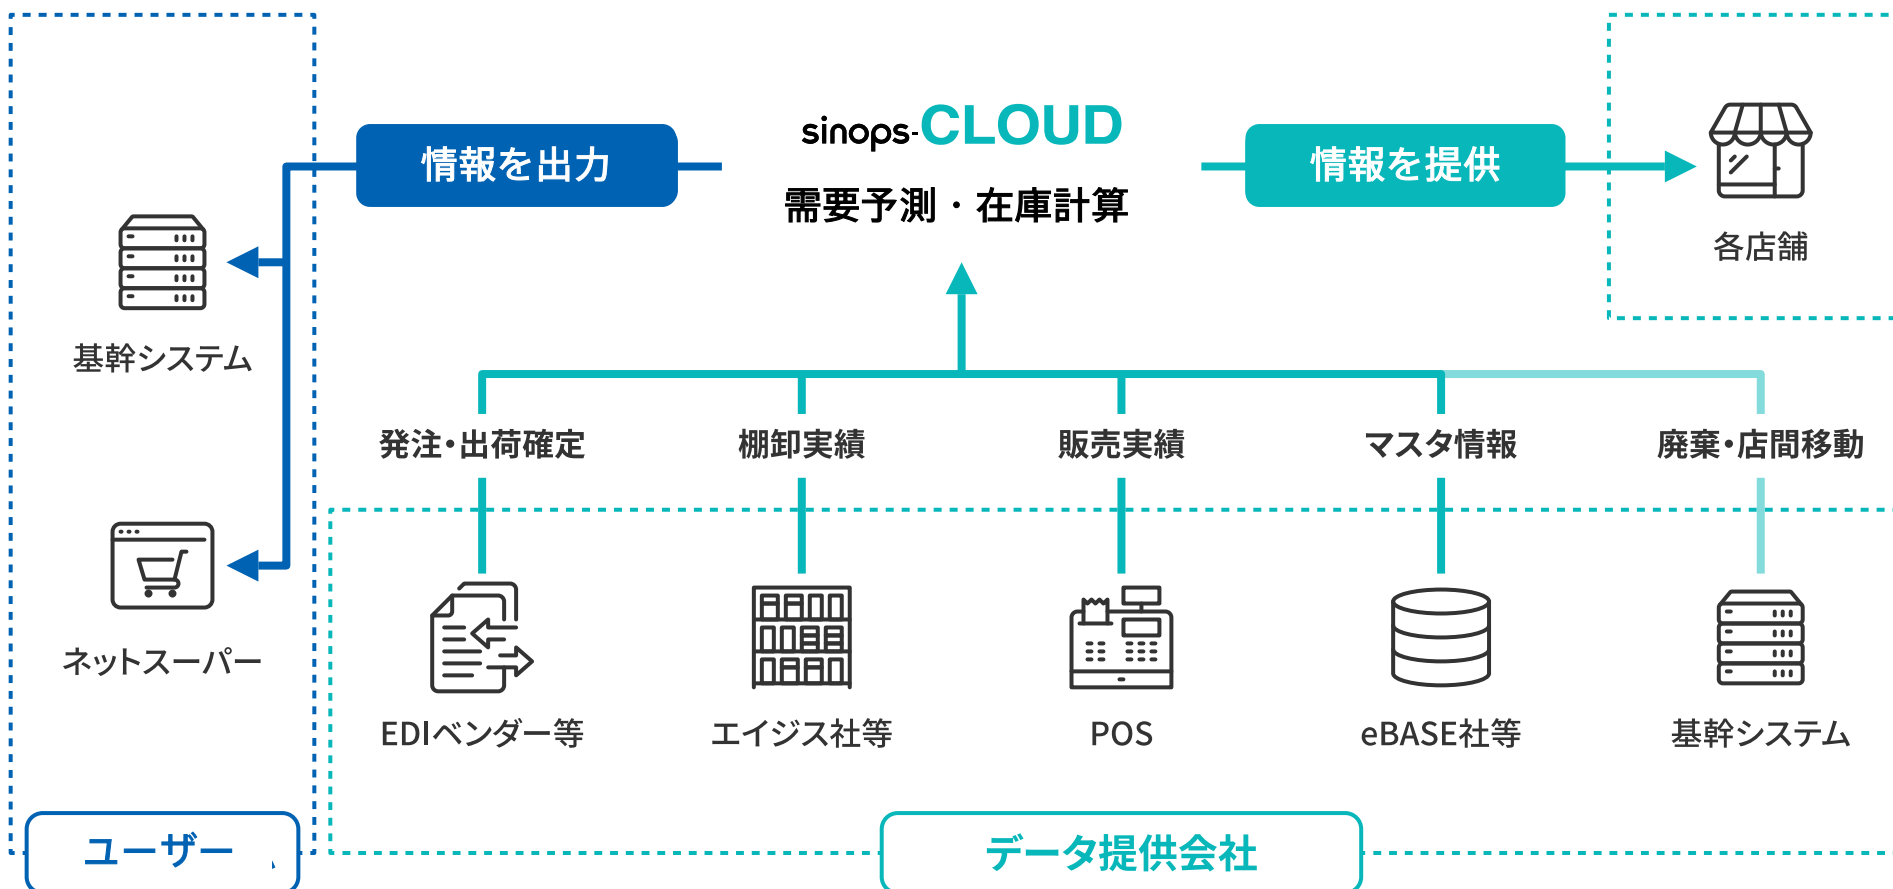 sinops-CLOUD
需要予測・在庫計算
情報を出力
情報を提供
各店舗
基幹システム
ネットスーパー
発注・出荷確定
棚卸実績
販売実績
マスタ情報
廃棄・店間移動
EDIベンダー等
エイジス社等
POS
eBASE社等
基幹システム
ユーザー
データ提供会社